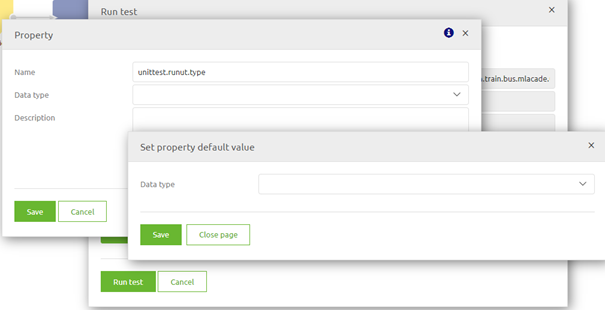 Run test
Property
Name
unittest.runut.type
.train.bus.mlacade.
Data type
Description
Set property default value
Data type
Save
Cancel
Save
Close page
Run test
Cancel